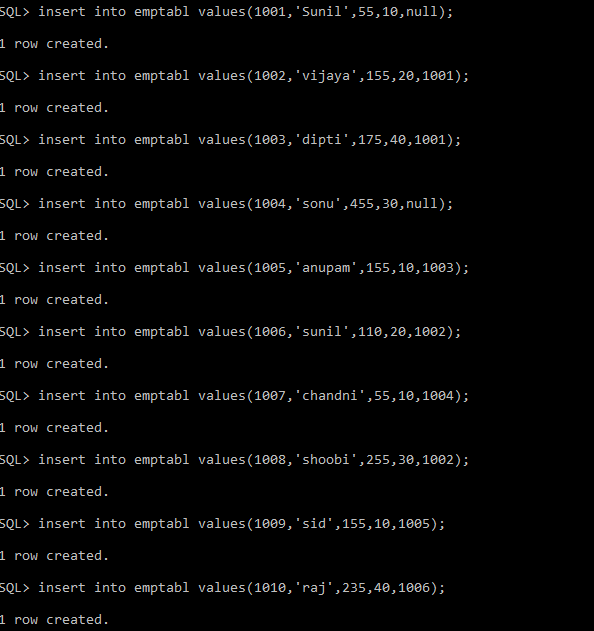 SQL> insert into emptabl values(1001,'Sunil',55,10,null);
1 row created.
SQL> insert into emptabl values(1002,'vijaya',155,20,1001);
1 row created.
SQL> insert into emptabl values(1003,'dipti',175,40,1001);
1 row created.
SQL> insert into emptabl values(1004,'sonu',455,30,null);
1 row created.
SQL> insert into emptabl values(1005,'anupam',155,10,1003);
1 row created.
SQL> insert into emptabl values(1006,'sunil',110,20,1002);
1 row created.
SQL> insert into emptabl values(1007,'chandni',55,10,1004);
1 row created.
SQL> insert into emptabl values(1008,'shoobi',255,30,1002);
1 row created.
SQL> insert into emptabl values(1009,'sid',155,10,1005);
1 row created.
SQL> insert into emptabl values(1010,'raj',235,40,1006);
1 row created.